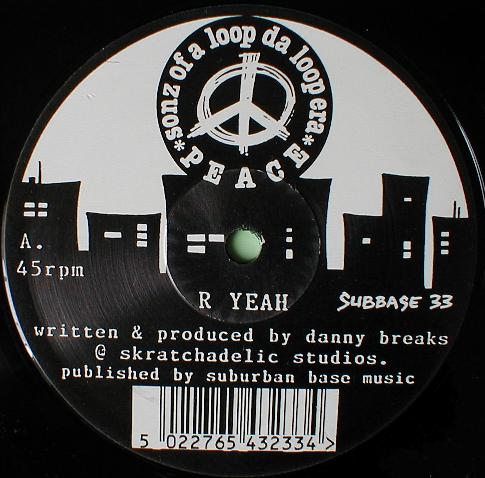 *sonz of a loop da loop era*
PEACE
A.
45rpm
R YEAH
SUBBASE 33
written & produced by danny breaks
@ skratchadelic studios.
published by suburban base music
5 022765 432334 >